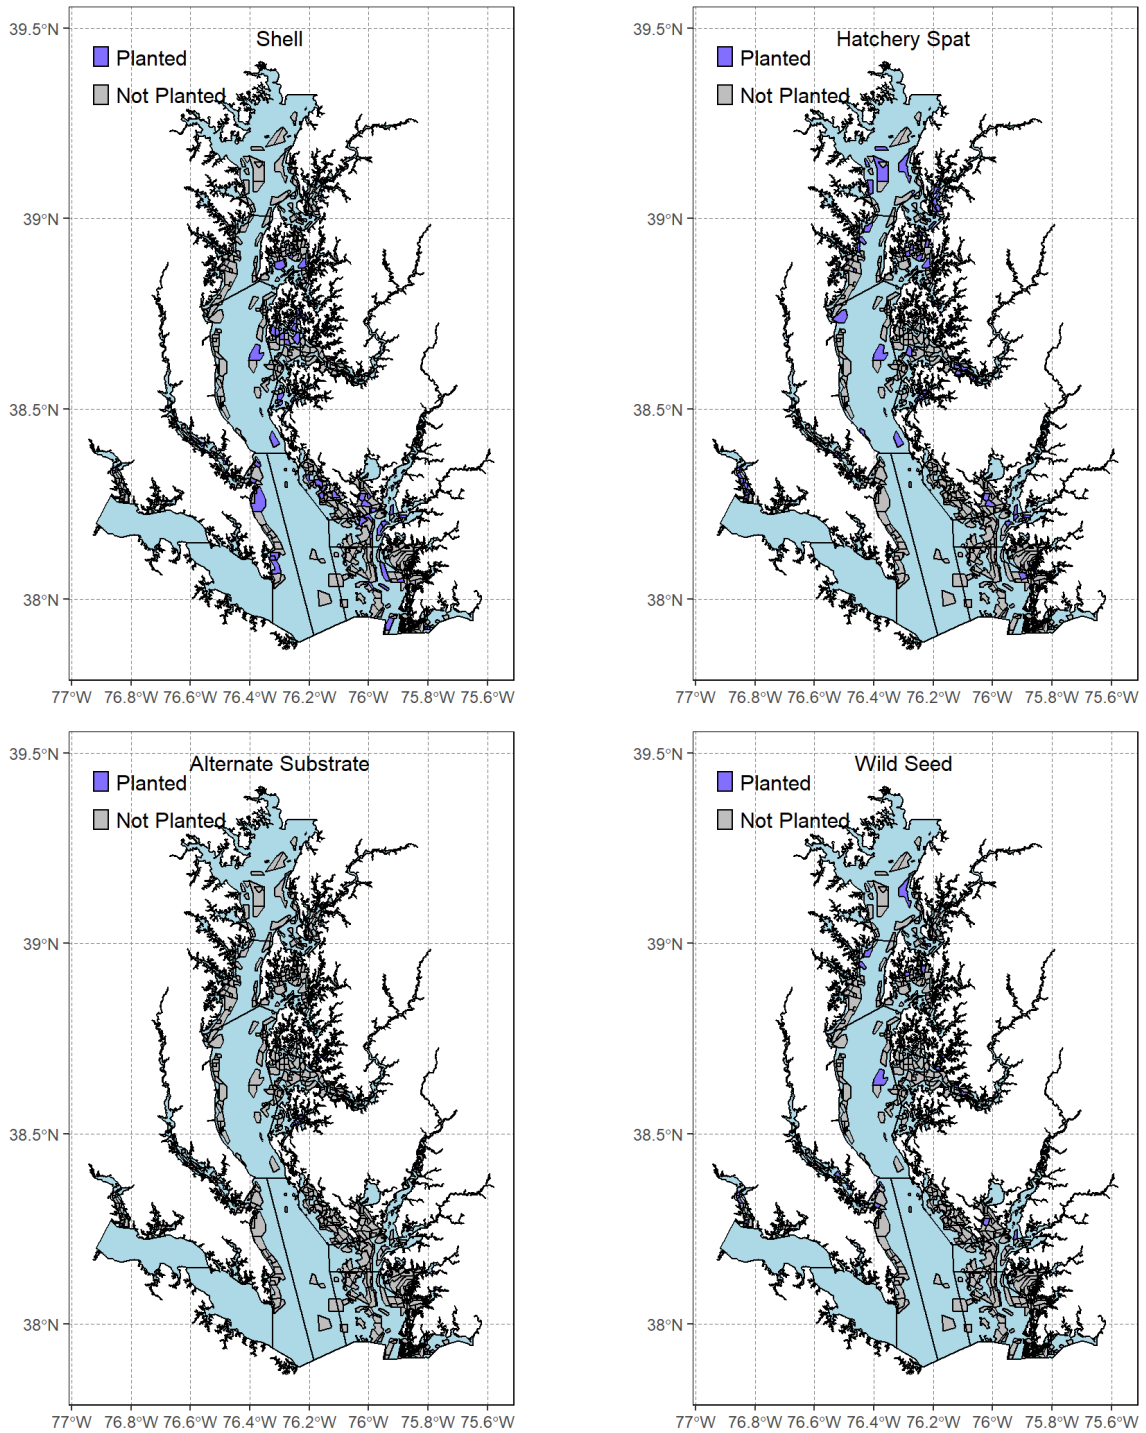 Shell
Planted
Not Planted
39.5°N
39°N
38.5°N
38°N
77°W 76.8°W 76.6°W 76.4°W 76.2°W 76°W 75.8°W 75.6°W
Hatchery Spat
Planted
Not Planted
39.5°N
39°N
38.5°N
38°N
77°W 76.8°W 76.6°W 76.4°W 76.2°W 76°W 75.8°W 75.6°W
Alternate Substrate
Planted
Not Planted
39.5°N
39°N
38.5°N
38°N
77°W 76.8°W 76.6°W 76.4°W 76.2°W 76°W 75.8°W 75.6°W
Wild Seed
Planted
Not Planted
39.5°N
39°N
38.5°N
38°N
77°W 76.8°W 76.6°W 76.4°W 76.2°W 76°W 75.8°W 75.6°W